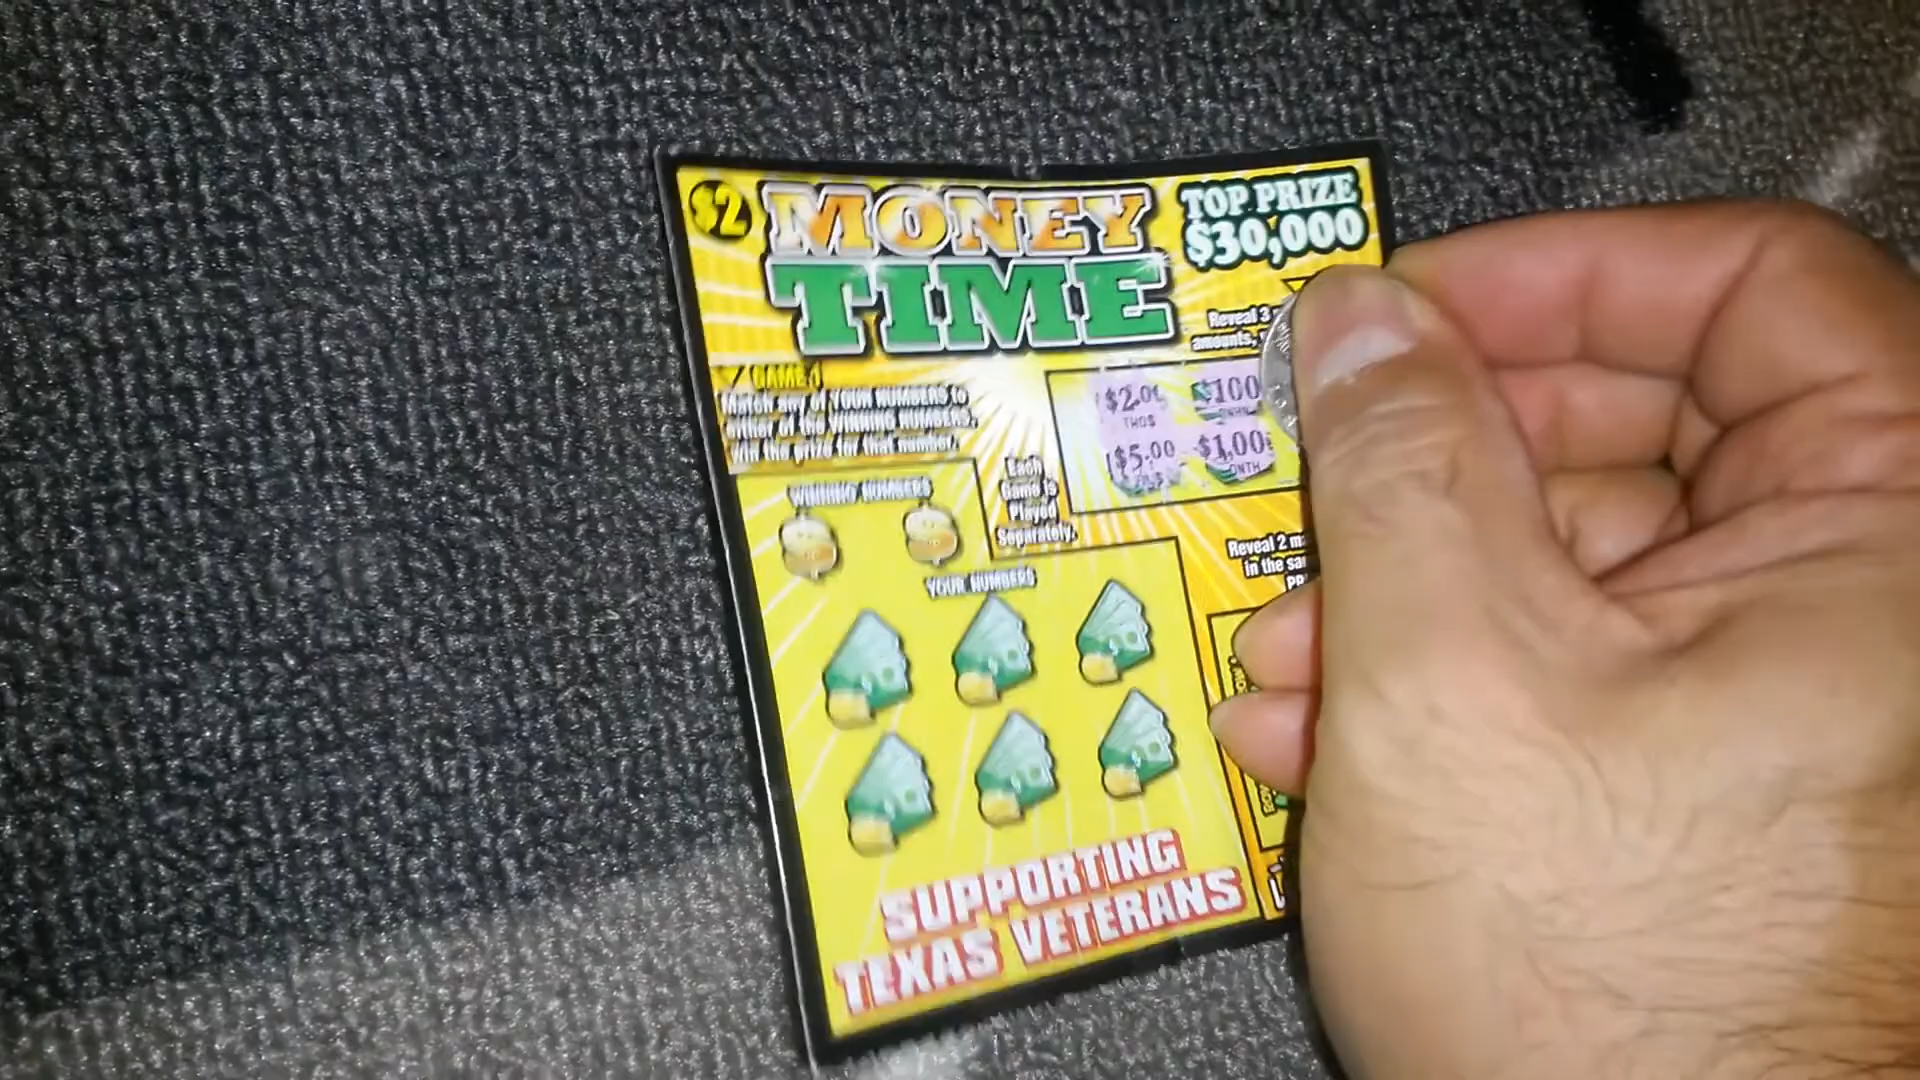 $2
MONEY
TIME
TOP PRIZE
$30,000
Reveal 3
amounts,
GAME 1
Match any of YOUR NUMBERS to
either of the WINNING NUMBERS,
win the prize for that number.
$2.00 $100
$5.00 $1.00
Each
Game is
Played
Separately.
WINNING NUMBERS
YOUR NUMBERS
Reveal 2
in the
SUPPORTING
TEXAS VETERANS